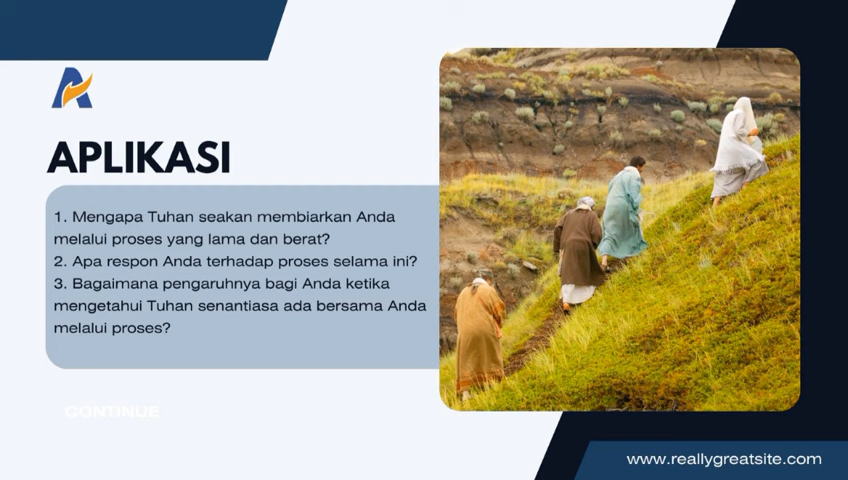 APLIKASI
1. Mengapa Tuhan seakan membiarkan Anda
melalui proses yang lama dan berat?
2. Apa respon Anda terhadap proses selama ini?
3. Bagaimana pengaruhnya bagi Anda ketika
mengetahui Tuhan senantiasa ada bersama Anda
melalui proses?
CONTINUE
www.reallygreatsite.com